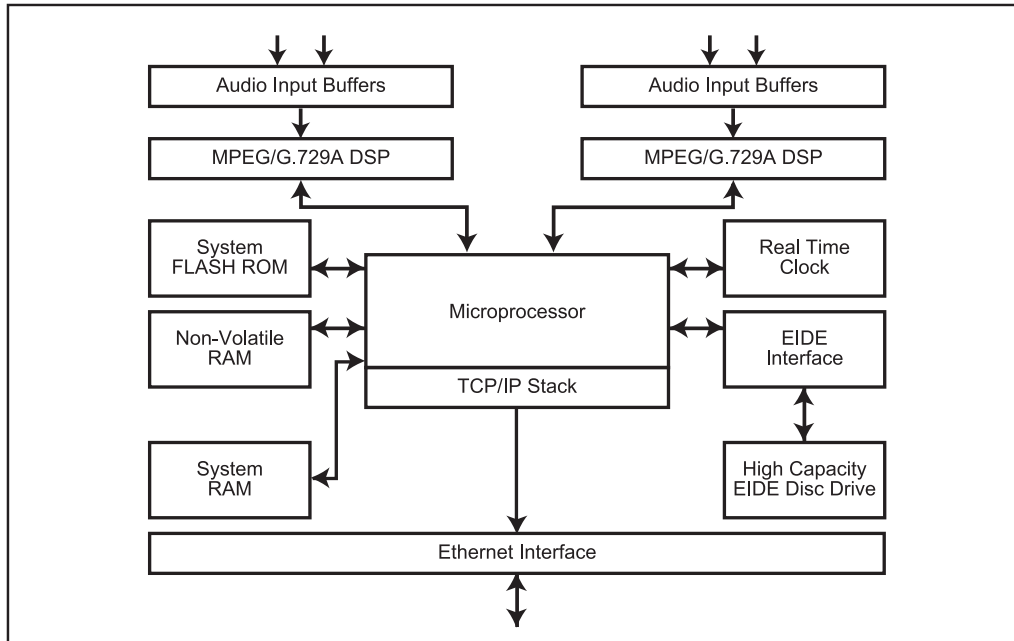 Audio Input Buffers
Audio Input Buffers
MPEG/G.729A DSP
MPEG/G.729A DSP
System
FLASH ROM
Real Time
Clock
Microprocessor
Non-Volatile
RAM
EIDE
Interface
TCP/IP Stack
System
RAM
High Capacity
EIDE Disc Drive
Ethernet Interface